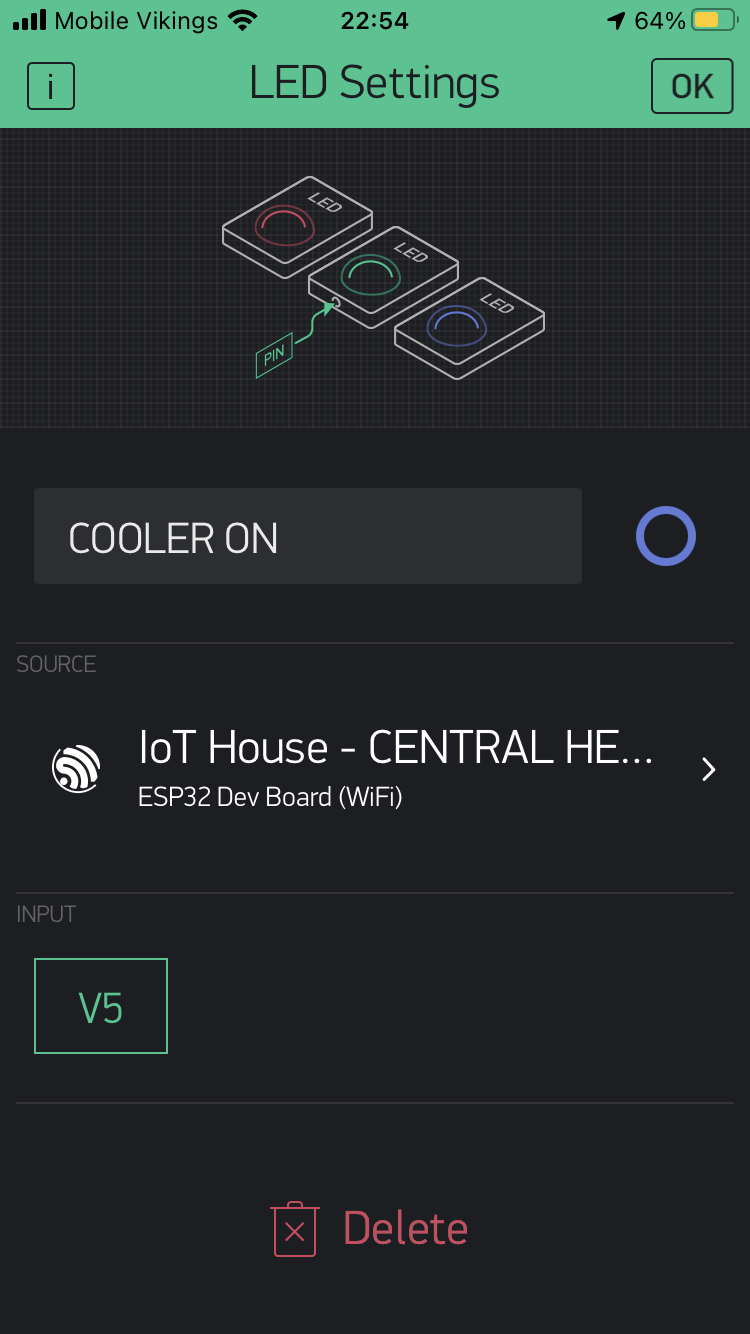 Mobile Vikings 22:54 64%
i LED Settings OK
LED
LED
LED
PIN
COOLER ON
SOURCE
IoT House - CENTRAL HE...
ESP32 Dev Board (WiFi)
INPUT
V5
Delete